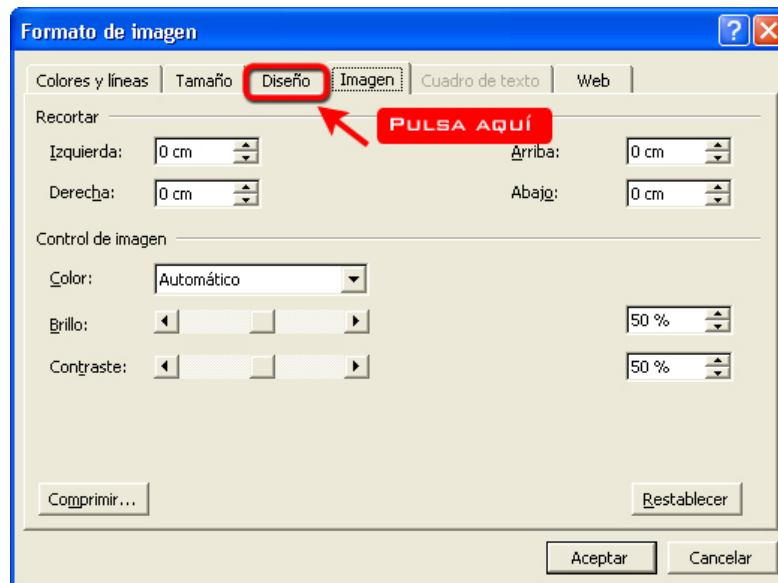 Formato de imagen
Colores y líneas Tamaño Diseño Imagen Cuadro de texto Web
PULSA AQUÍ
Recortar
Izquierda: 0 cm Arriba: 0 cm
Derecha: 0 cm Abajo: 0 cm
Control de imagen
Color: Automático
Brillo: 50 %
Contraste: 50 %
Comprimir... Restablecer
Aceptar Cancelar